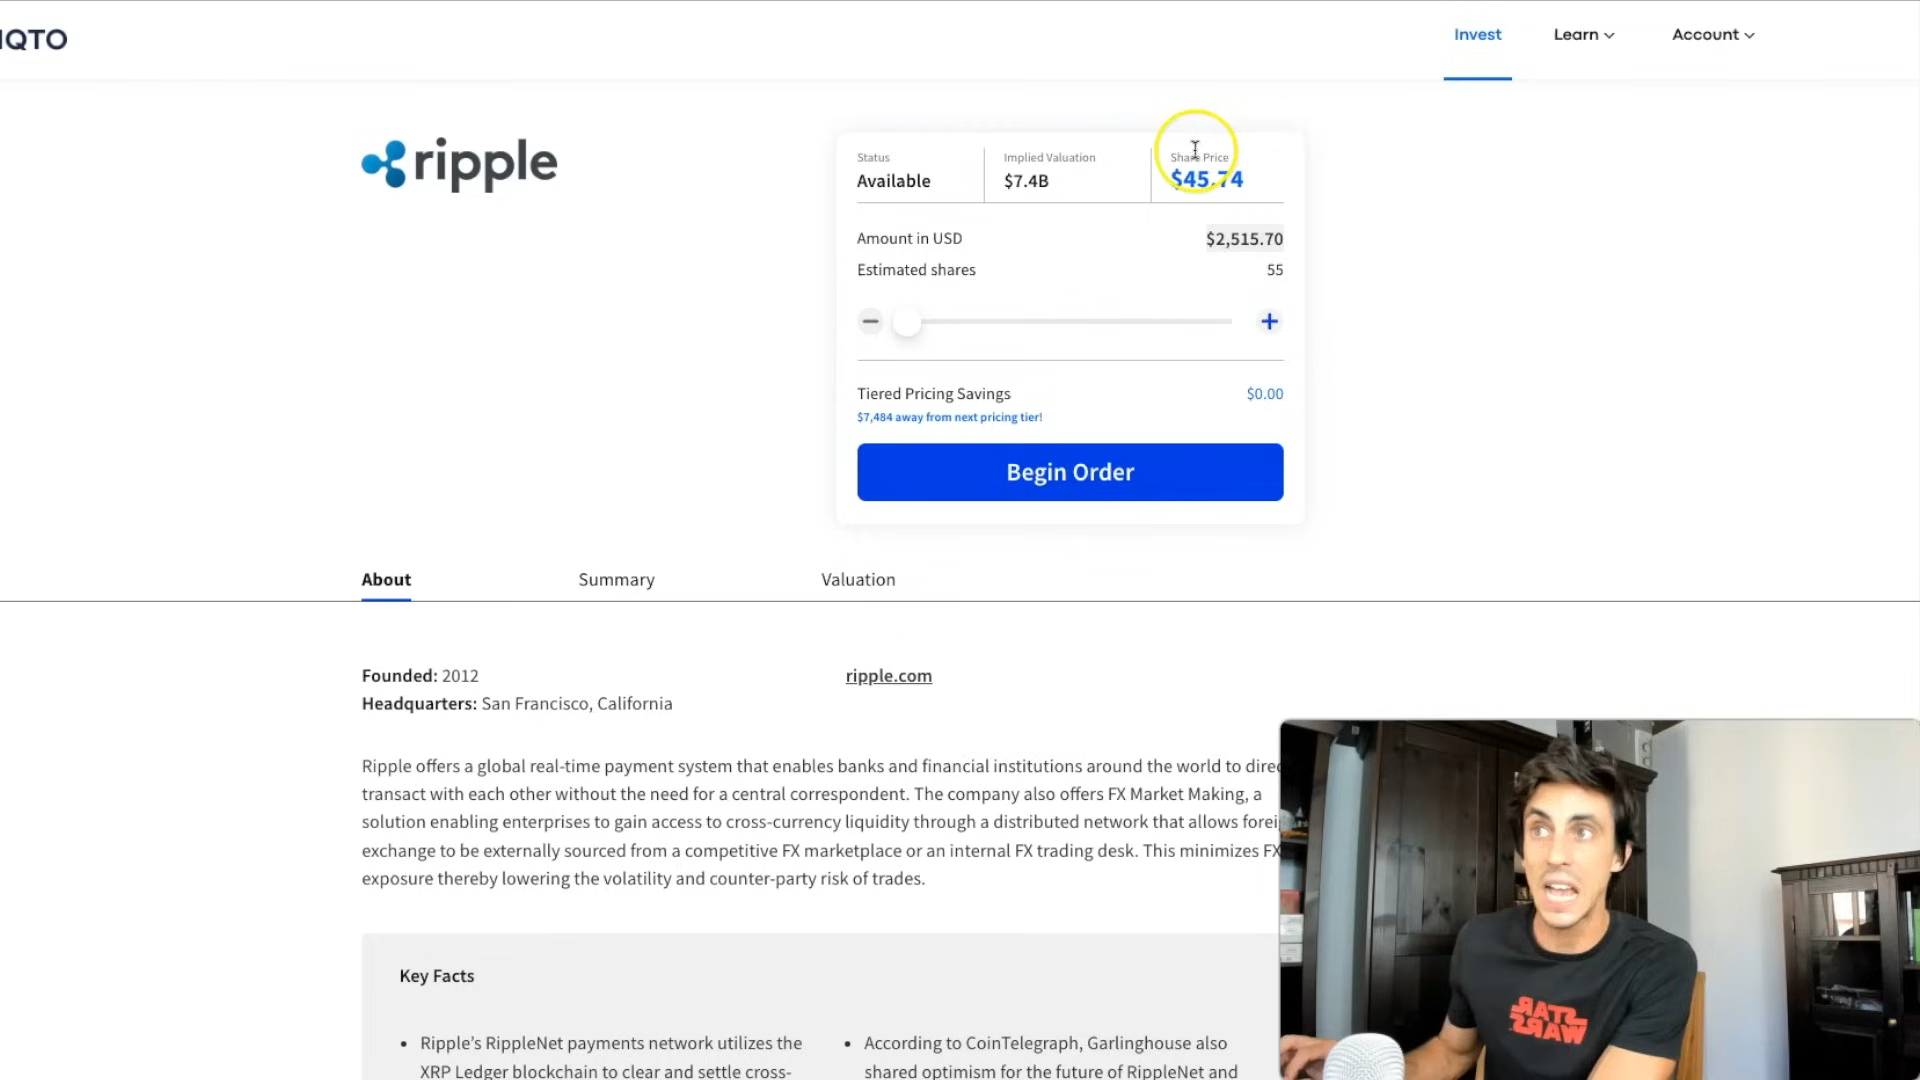 IQTO
Invest
Learn
Account
ripple
Status
Available
Implied Valuation
$7.4B
Share Price
$45.74
Amount in USD
$2,515.70
Estimated shares
55
Tiered Pricing Savings
$0.00
$7,484 away from next pricing tier!
Begin Order
About
Summary
Valuation
Founded: 2012
ripple.com
Headquarters: San Francisco, California
Ripple offers a global real-time payment system that enables banks and financial institutions around the world to direc
transact with each other without the need for a central correspondent. The company also offers FX Market Making, a
solution enabling enterprises to gain access to cross-currency liquidity through a distributed network that allows forei
exchange to be externally sourced from a competitive FX marketplace or an internal FX trading desk. This minimizes FX
exposure thereby lowering the volatility and counter-party risk of trades.
Key Facts
• Ripple’s RippleNet payments network utilizes the
XRP Ledger blockchain to clear and settle cross-
• According to CoinTelegraph, Garlinghouse also
shared optimism for the future of RippleNet and
STAR
WARS